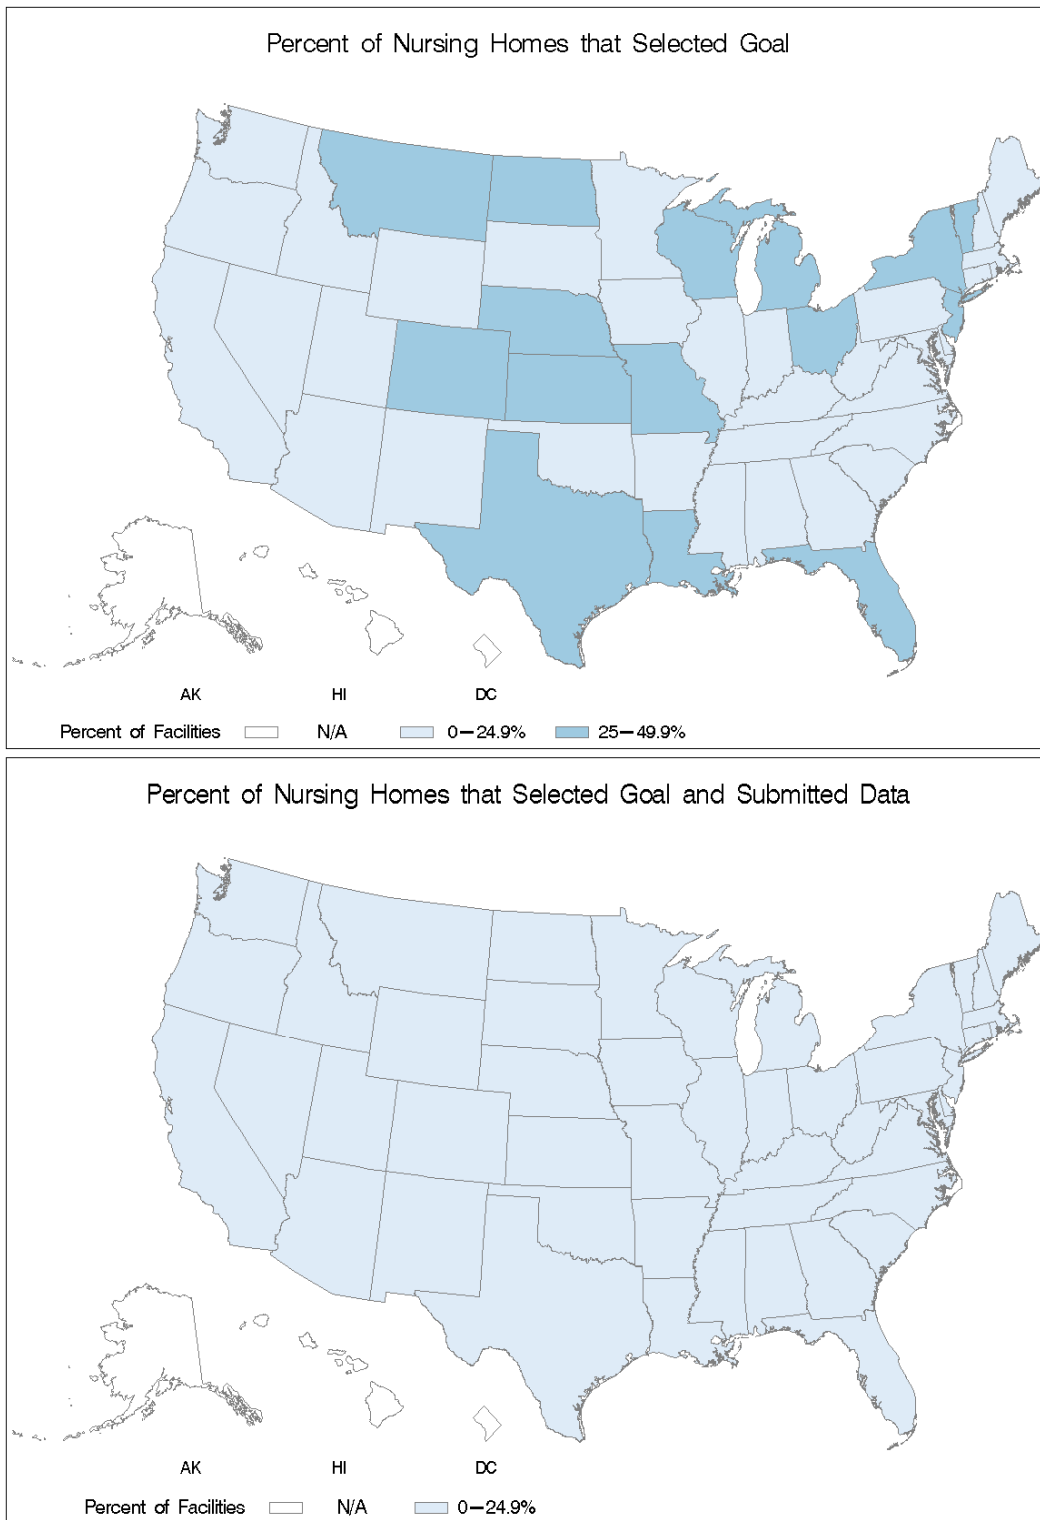 Percent of Nursing Homes that Selected Goal
AK HI DC
Percent of Facilities N/A 0–24.9% 25–49.9%
Percent of Nursing Homes that Selected Goal and Submitted Data
AK HI DC
Percent of Facilities N/A 0–24.9%